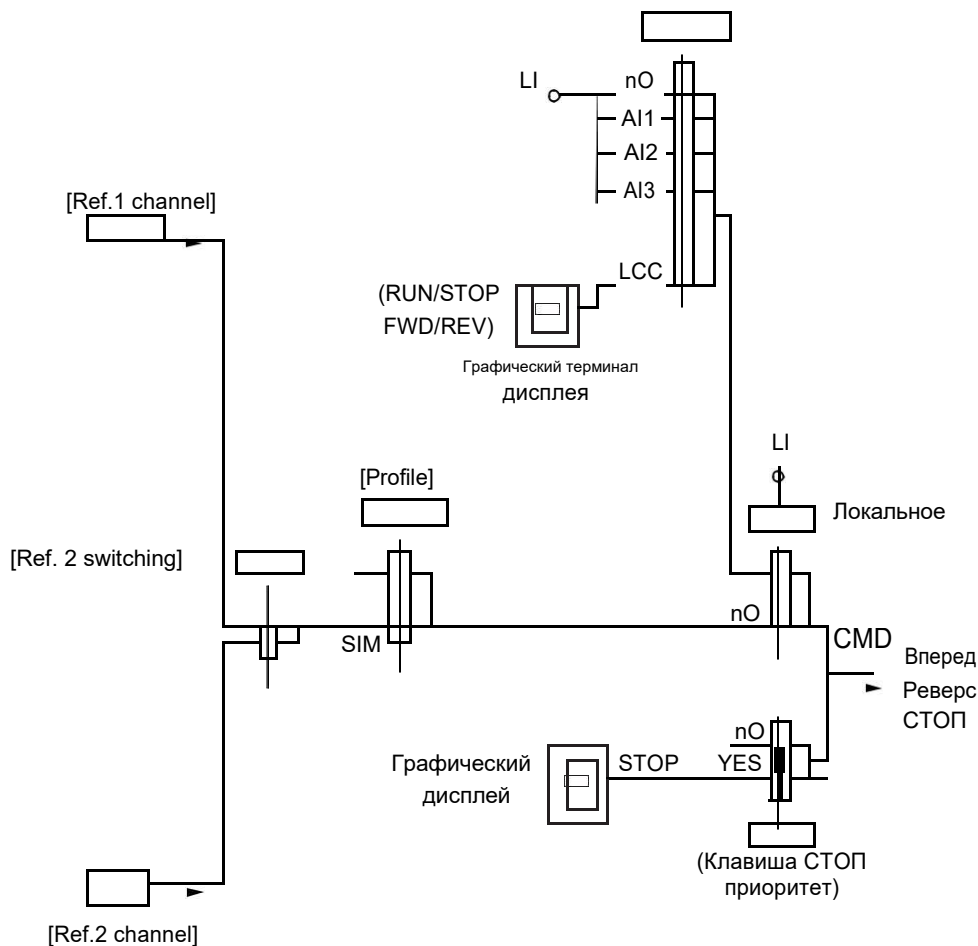 LI
nO
AI1
AI2
AI3
[Ref.1 channel]
LCC
(RUN/STOP
FWD/REV)
Графический терминал
дисплея
LI
[Profile]
Локальное
[Ref. 2 switching]
nO
SIM
CMD
Вперед
Реверс
СТОП
nO
Графический
дисплей
STOP
YES
(Клавиша СТОП
приоритет)
[Ref.2 channel]